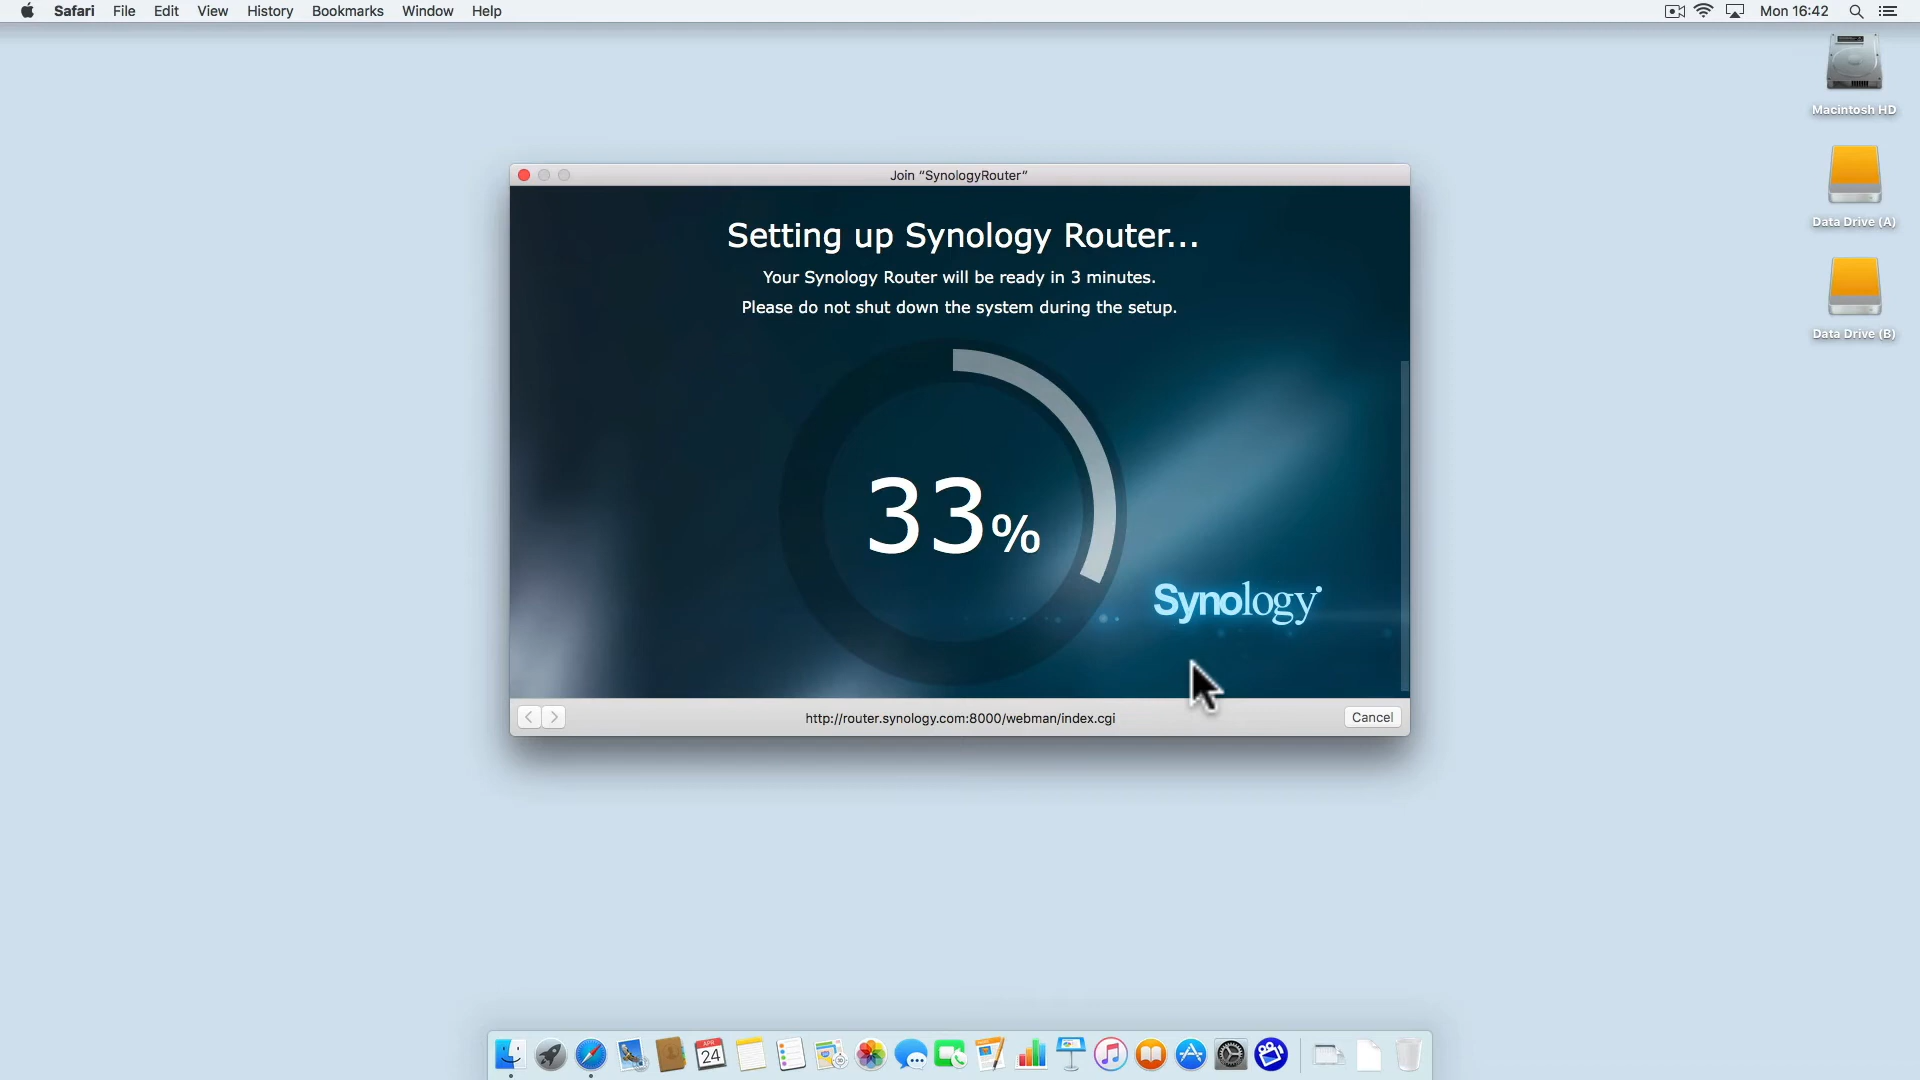 Safari File Edit View History Bookmarks Window Help Mon 16:42
Macintosh HD
Data Drive (A)
Data Drive (B)
Join “SynologyRouter”
Setting up Synology Router...
Your Synology Router will be ready in 3 minutes.
Please do not shut down the system during the setup.
33%
Synology
http://router.synology.com:8000/webman/index.cgi
Cancel
APR
24